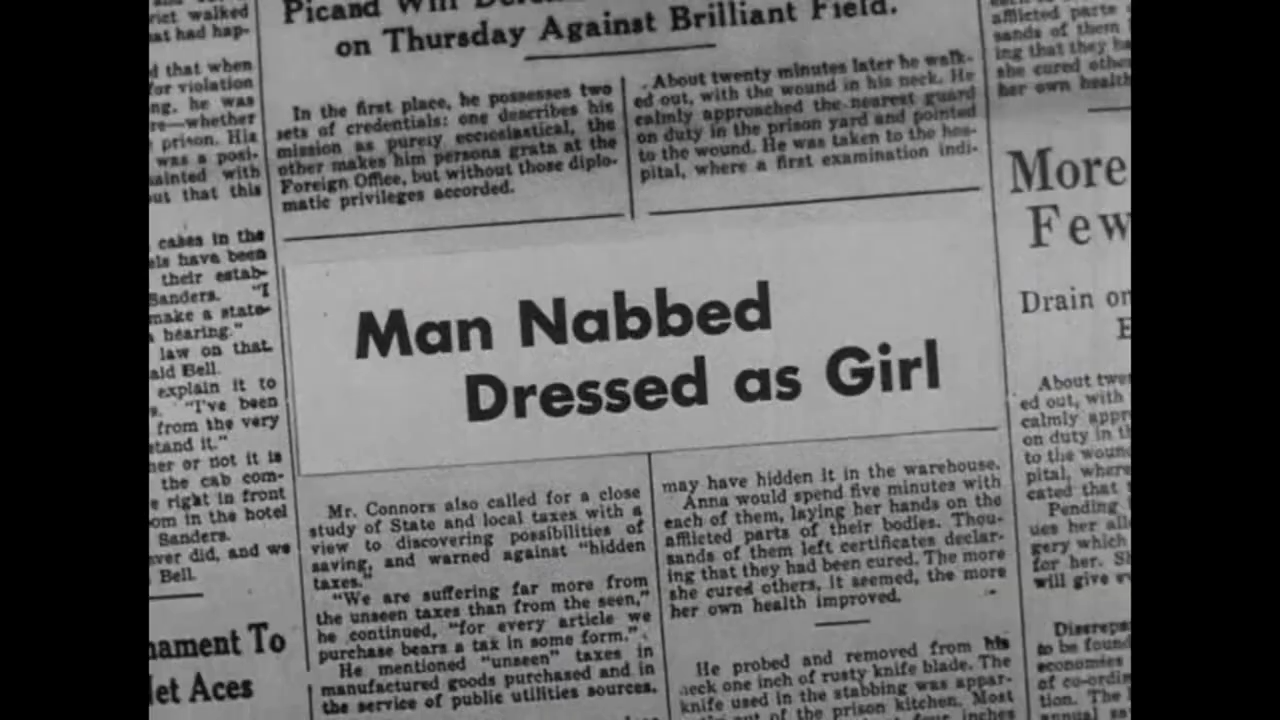 rict walked
at had hap-
d that when
for violation
ng, he was
re—whether
prison. His
was a posi-
ainted with
out that this
cases in the
els have been
their estab-
Sanders. "I
make a state-
hearing."
law on that.
ald Bell.
explain it to
"I've been
from the very
stand it."
her or not it is
the cab com-
e right in front
om in the hotel
Sanders.
ver did, and we
Bell.
nament To
Net Aces
Picand Will
on Thursday Against Brilliant Field.
In the first place, he possesses two
sets of credentials: one describes his
mission as purely ecclesiastical, the
other makes him persona grata at the
Foreign Office, but without those diplo-
matic privileges accorded.
About twenty minutes later he walk-
ed out, with the wound in his neck. He
calmly approached the nearest guard
on duty in the prison yard and pointed
to the wound. He was taken to the hos-
pital, where a first examination indi-
Man Nabbed
Dressed as Girl
Mr. Connors also called for a close
study of State and local taxes with a
view to discovering possibilities of
saving, and warned against "hidden
taxes."
"We are suffering far more from
the unseen taxes than from the seen,"
he continued, "for every article we
purchase bears a tax in some form."
He mentioned "unseen" taxes in
manufactured goods purchased and in
the service of public utilities sources.
may have hidden it in the warehouse.
Anna would spend five minutes with
each of them, laying her hands on the
afflicted parts of their bodies. Thou-
sands of them left certificates declar-
ing that they had been cured. The more
she cured others, it seemed, the more
her own health improved.
He probed and removed from his
neck one inch of rusty knife blade. The
knife used in the stabbing was appar-
out of the prison kitchen. Most
four inches
afflicted parts
sands of them
ing that they ha
she cured othe
her own health
More
Few
Drain or
E
About twe
ed out, with
calmly appr
on duty in t
to the woun
pital, where
cated that
Pending
ues her all
gery which
for her. S
will give e
Discrepa
to be found
economies
of co-ordin
tion. The
annual sa